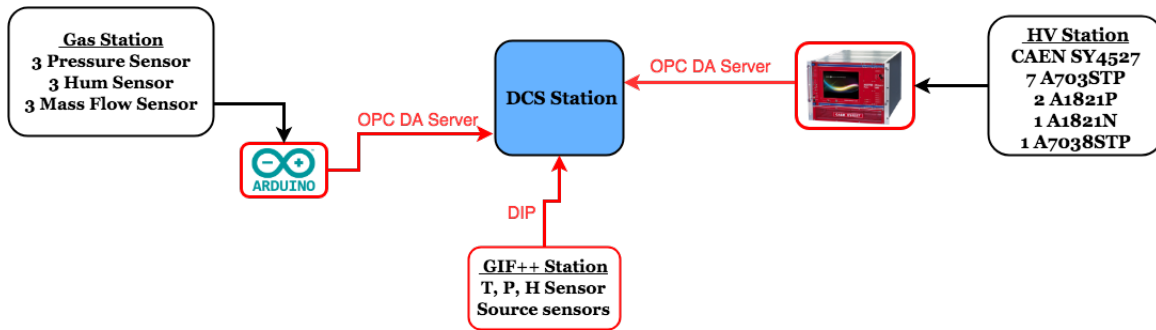 Gas Station
3 Pressure Sensor
3 Hum Sensor
3 Mass Flow Sensor
OPC DA Server
ARDUINO
DCS Station
OPC DA Server
HV Station
CAEN SY4527
7 A703STP
2 A1821P
1 A1821N
1 A7038STP
DIP
GIF++ Station
T, P, H Sensor
Source sensors